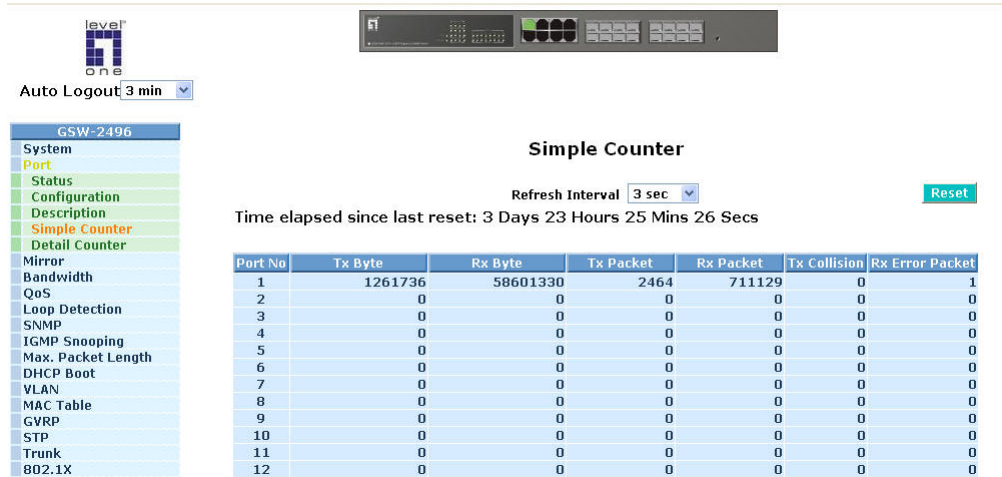 level
one
Auto Logout 3 min
GSW-2496
System
Port
Status
Configuration
Description
Simple Counter
Detail Counter
Mirror
Bandwidth
QoS
Loop Detection
SNMP
IGMP Snooping
Max. Packet Length
DHCP Boot
VLAN
MAC Table
GVRP
STP
Trunk
802.1X
Simple Counter
Refresh Interval 3 sec
Reset
Time elapsed since last reset: 3 Days 23 Hours 25 Mins 26 Secs
Port No Tx Byte Rx Byte Tx Packet Rx Packet Tx Collision Rx Error Packet
1 1261736 58601330 2464 711129 0 1
2 0 0 0 0 0 0
3 0 0 0 0 0 0
4 0 0 0 0 0 0
5 0 0 0 0 0 0
6 0 0 0 0 0 0
7 0 0 0 0 0 0
8 0 0 0 0 0 0
9 0 0 0 0 0 0
10 0 0 0 0 0 0
11 0 0 0 0 0 0
12 0 0 0 0 0 0